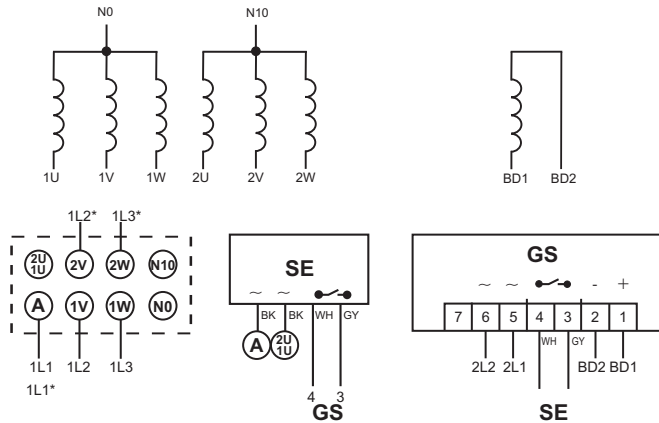 N0 N10
1U 1V 1W 2U 2V 2W BD1 BD2
1L2* 1L3*
2U 1U 2V 2W N10
A 1V 1W N0
1L1 1L2 1L3
1L1*
SE
~ ~
BK BK WH GY
A 2U 1U
4 3
GS
GS
~ ~ - +
7 6 5 4 3 2 1
WH GY
2L2 2L1 BD2 BD1
SE